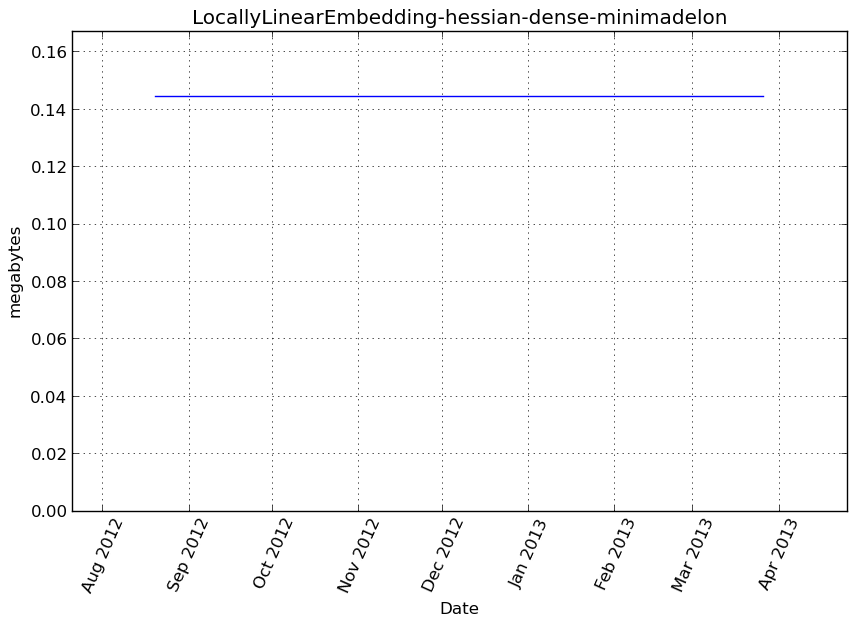 LocallyLinearEmbedding-hessian-dense-minimadelon
0.16
0.14
0.12
0.10
0.08
0.06
0.04
0.02
0.00
megabytes
Aug 2012
Sep 2012
Oct 2012
Nov 2012
Dec 2012
Jan 2013
Feb 2013
Mar 2013
Apr 2013
Date